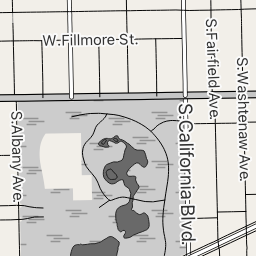 W. Fillmore St.
S. Fairfield Ave.
S. Washtenaw Ave.
S. California Blvd.
S. Albany Ave.